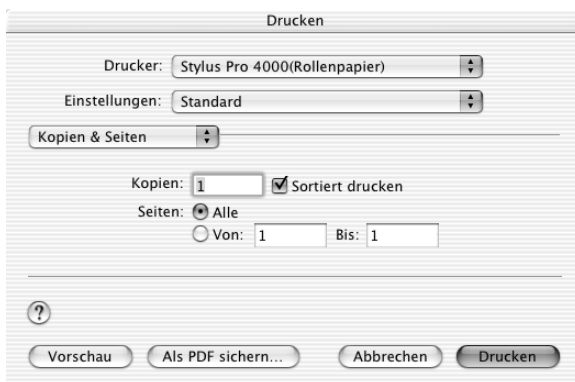 Drucken
Drucker: Stylus Pro 4000(Rollenpapier)
Einstellungen: Standard
Kopien & Seiten
Kopien: 1 Sortiert drucken
Seiten: Alle
Von: 1 Bis: 1
?
Vorschau Als PDF sichern... Abbrechen Drucken